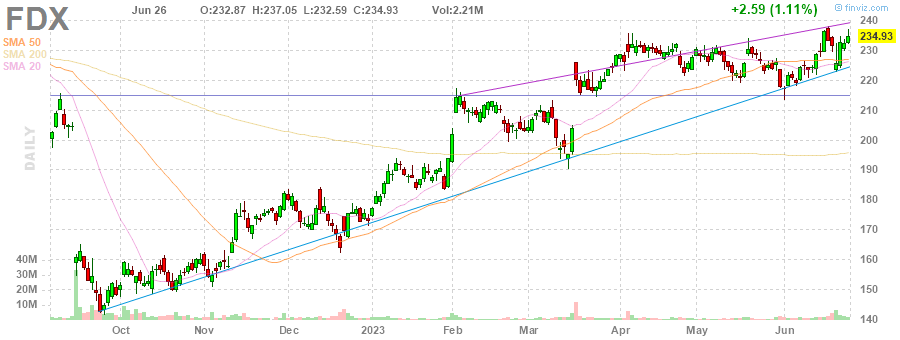 FDX Jun 26 O:232.87 H:237.05 L:232.59 C:234.93 Vol:2.21M +2.59 (1.11%) © finviz.com
SMA 50
SMA 200
SMA 20
DAILY
240
234.93
230
220
210
200
190
180
170
160
150
140
40M
30M
20M
10M
Oct Nov Dec 2023 Feb Mar Apr May Jun